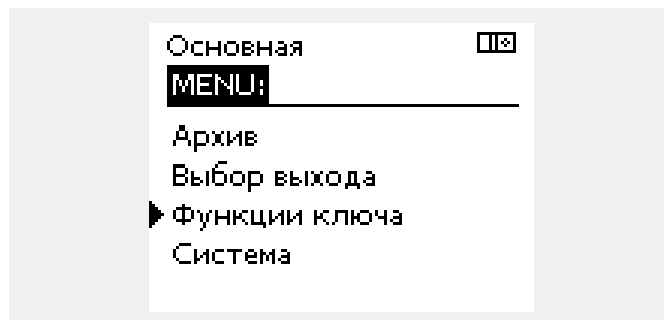 Основная
MENU:
Архив
Выбор выхода
Функции ключа
Система